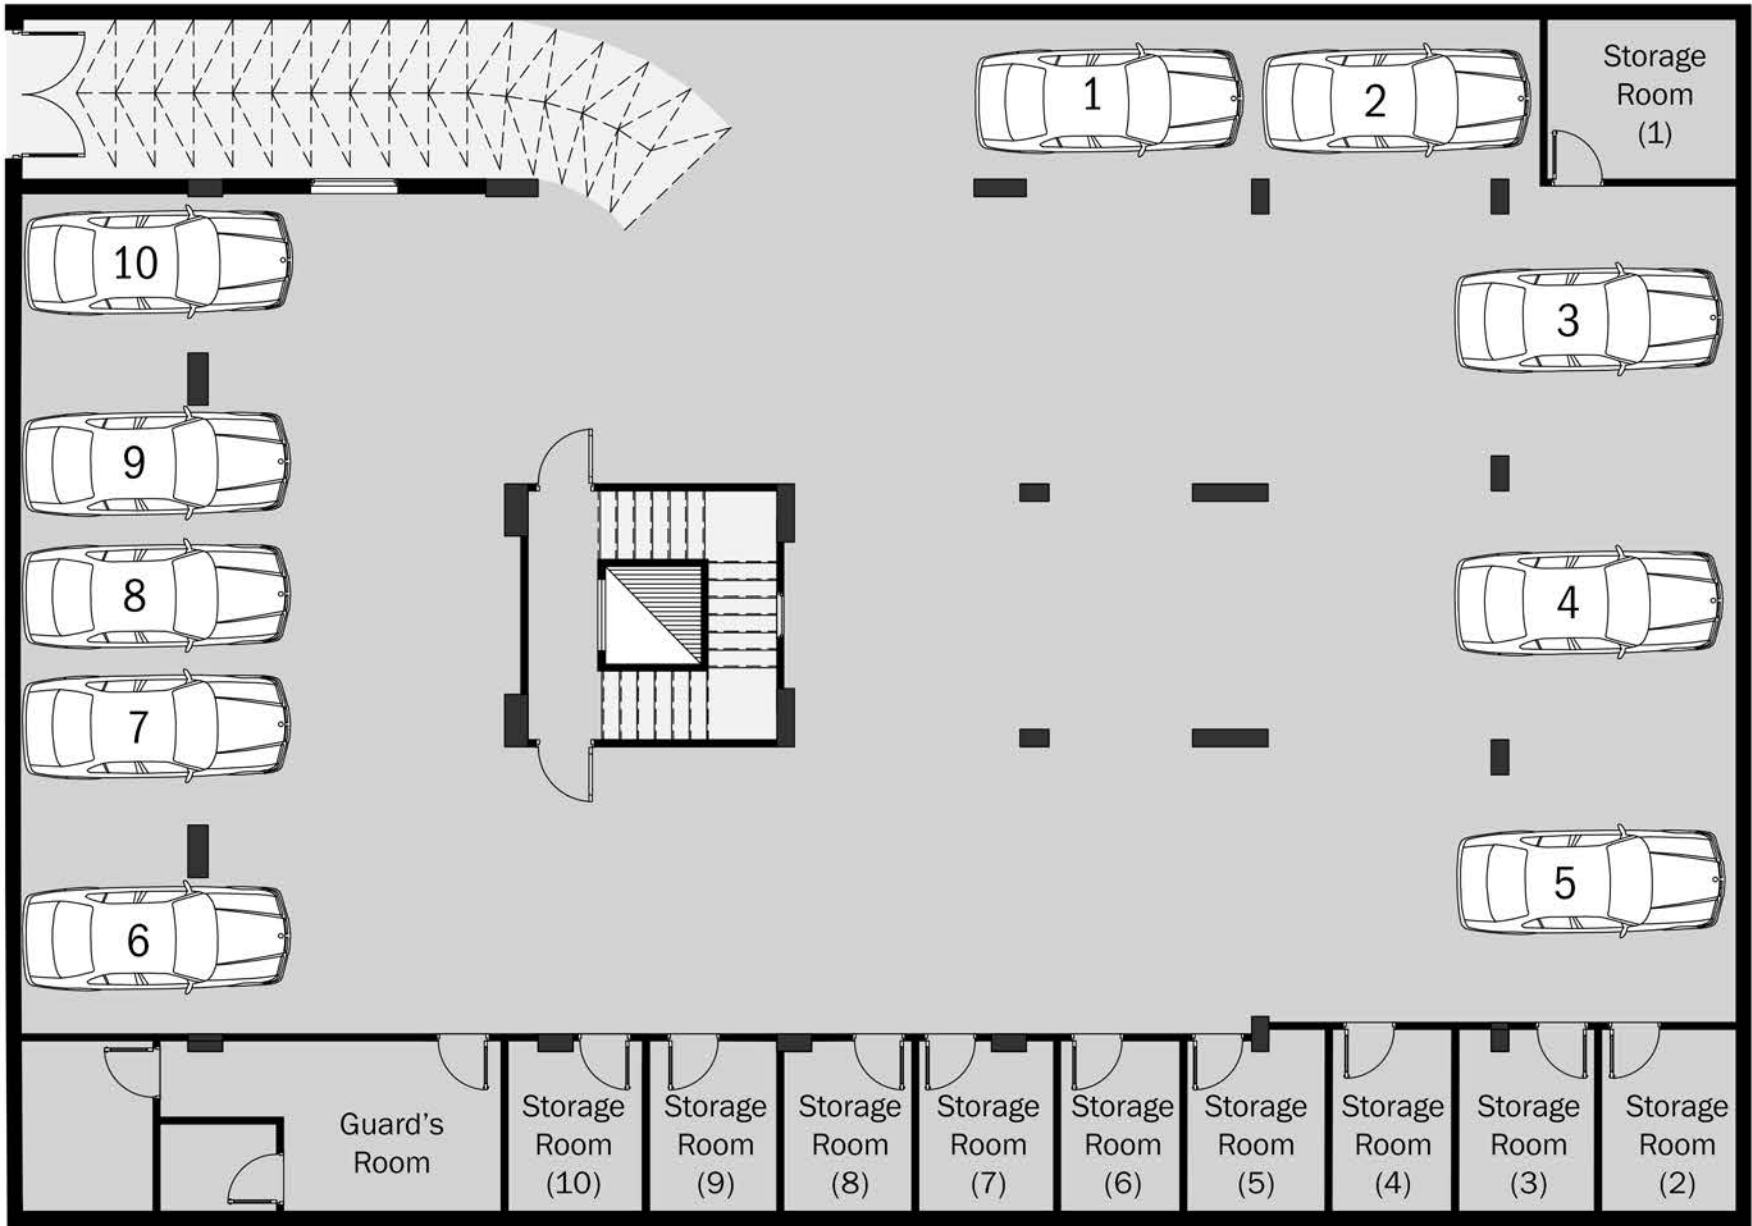 1
2
Storage
Room
(1)
10
3
9
8
4
7
5
6
Guard's
Room
Storage
Room
(10)
Storage
Room
(9)
Storage
Room
(8)
Storage
Room
(7)
Storage
Room
(6)
Storage
Room
(5)
Storage
Room
(4)
Storage
Room
(3)
Storage
Room
(2)